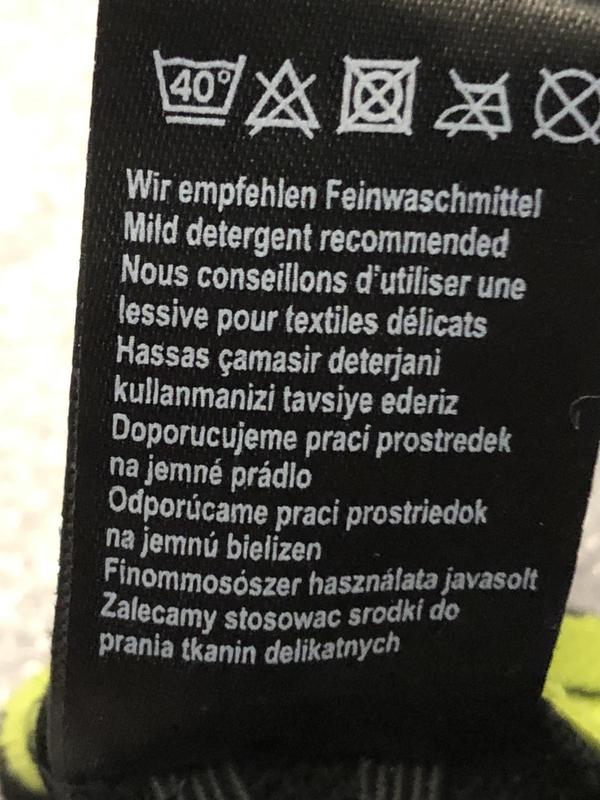 40°
Wir empfehlen Feinwaschmittel
Mild detergent recommended
Nous conseillons d'utiliser une
lessive pour textiles délicats
Hassas çamasir deterjani
kullanmanizi tavsiye ederiz
Doporucujeme praci prostredek
na jemné prádlo
Odporúcame praci prostriedok
na jemnú bielizen
Finommosószer használata javasolt
Zalecamy stosowac srodki do
prania tkanin delikatnych